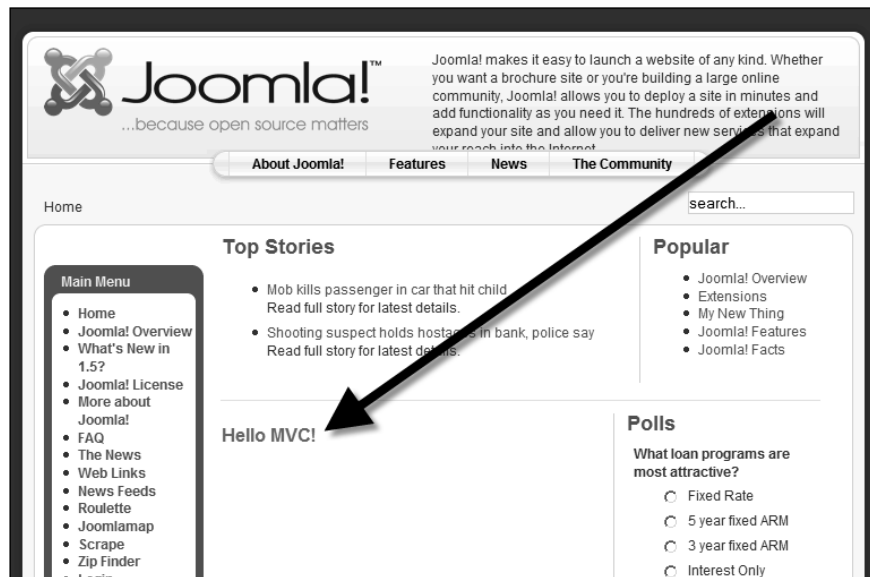 Joomla!™
...because open source matters
Joomla! makes it easy to launch a website of any kind. Whether
you want a brochure site or you're building a large online
community, Joomla! allows you to deploy a site in minutes and
add functionality as you need it. The hundreds of extensions will
expand your site and allow you to deliver new services that expand
your reach into the Internet.
About Joomla! Features News The Community
Home
search...
Main Menu
Home
Joomla! Overview
What's New in
1.5?
Joomla! License
More about
Joomla!
FAQ
The News
Web Links
News Feeds
Roulette
Joomlamap
Scrape
Zip Finder
Login
Top Stories
Mob kills passenger in car that hit child
Read full story for latest details.
Shooting suspect holds hostages in bank, police say
Read full story for latest details.
Popular
Joomla! Overview
Extensions
My New Thing
Joomla! Features
Joomla! Facts
Hello MVC!
Polls
What loan programs are
most attractive?
Fixed Rate
5 year fixed ARM
3 year fixed ARM
Interest Only